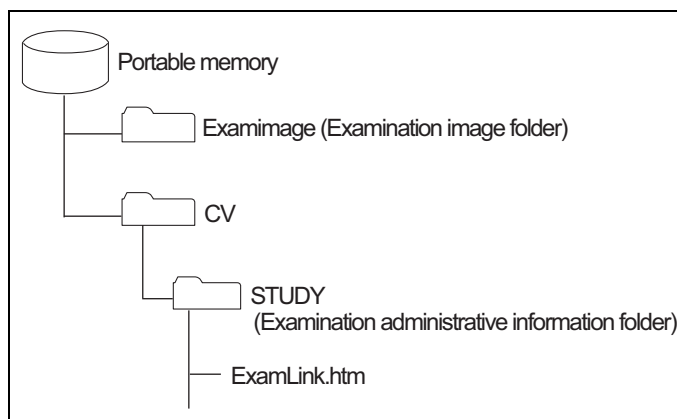 Portable memory
Examimage (Examination image folder)
CV
STUDY
(Examination administrative information folder)
ExamLink.htm